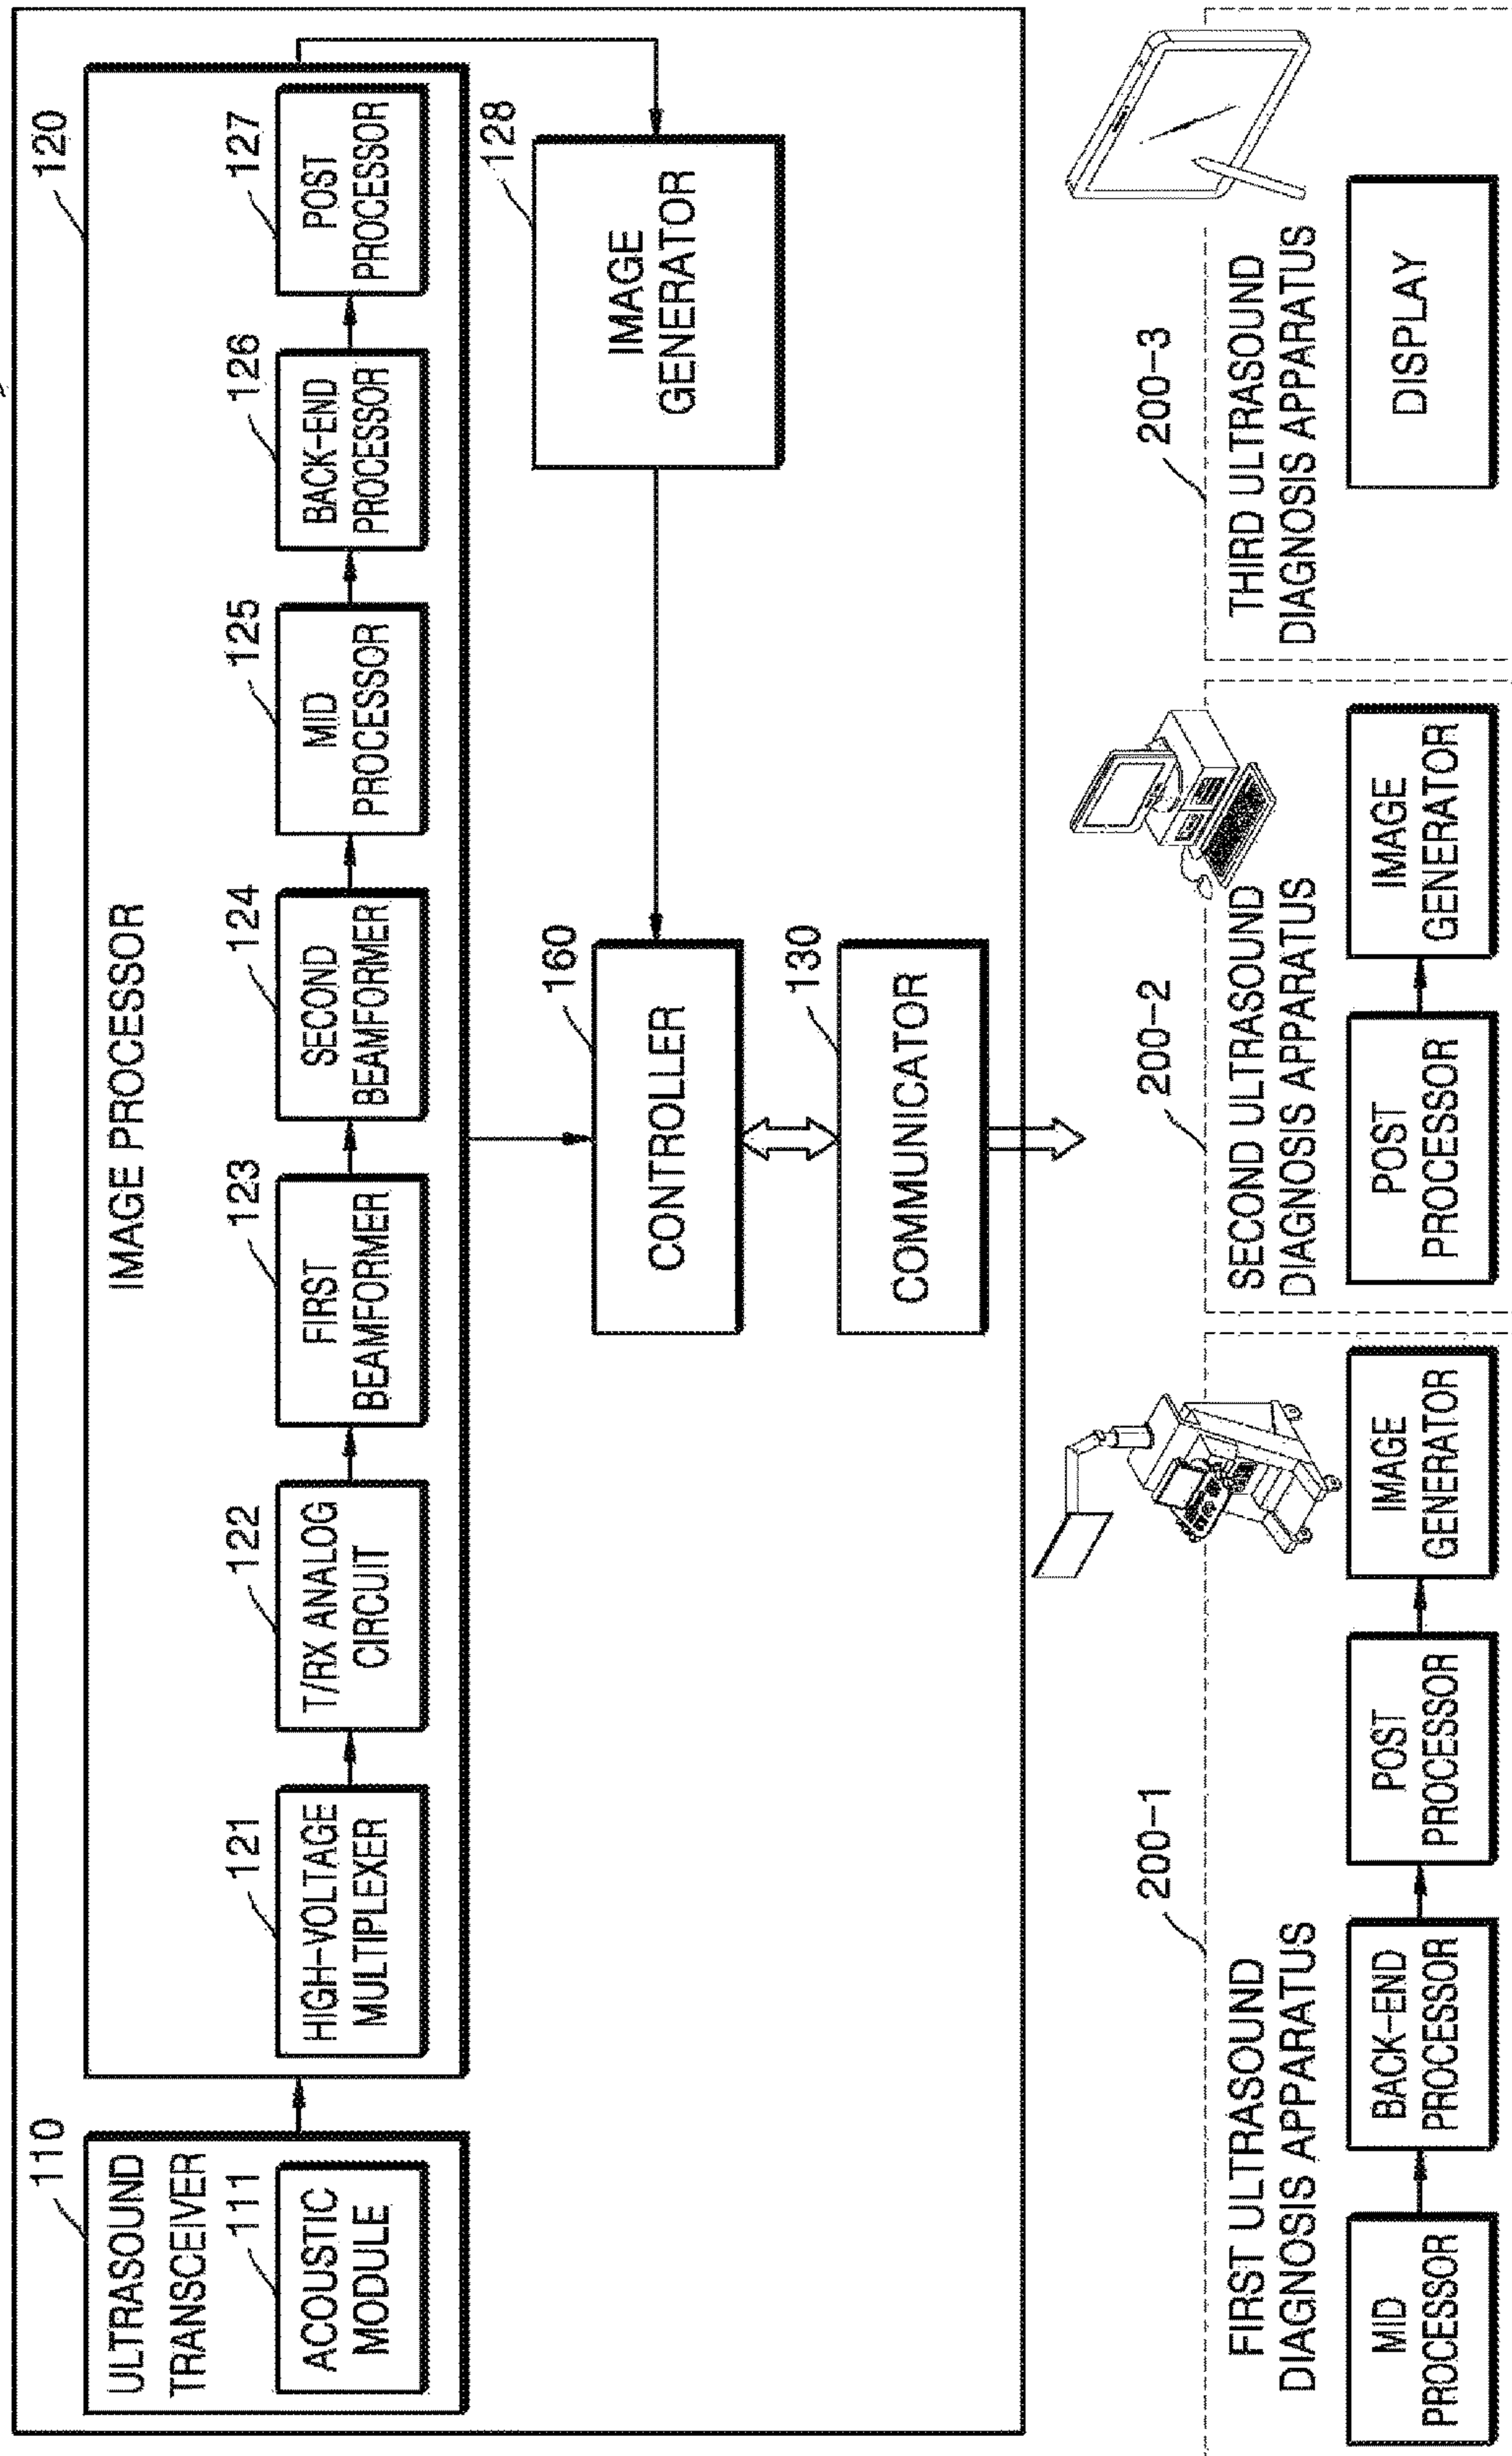 110
ULTRASOUND
TRANSCEIVER
111
ACOUSTIC
MODULE
120
IMAGE PROCESSOR
121
HIGH-VOLTAGE
MULTIPLEXER
122
T/RX ANALOG
CIRCUIT
123
FIRST
BEAMFORMER
124
SECOND
BEAMFORMER
125
MID
PROCESSOR
126
BACK-END
PROCESSOR
127
POST
PROCESSOR
128
IMAGE
GENERATOR
160
CONTROLLER
130
COMMUNICATOR
200-1
FIRST ULTRASOUND
DIAGNOSIS APPARATUS
MID
PROCESSOR
BACK-END
PROCESSOR
POST
PROCESSOR
IMAGE
GENERATOR
200-2
SECOND ULTRASOUND
DIAGNOSIS APPARATUS
POST
PROCESSOR
IMAGE
GENERATOR
200-3
THIRD ULTRASOUND
DIAGNOSIS APPARATUS
DISPLAY